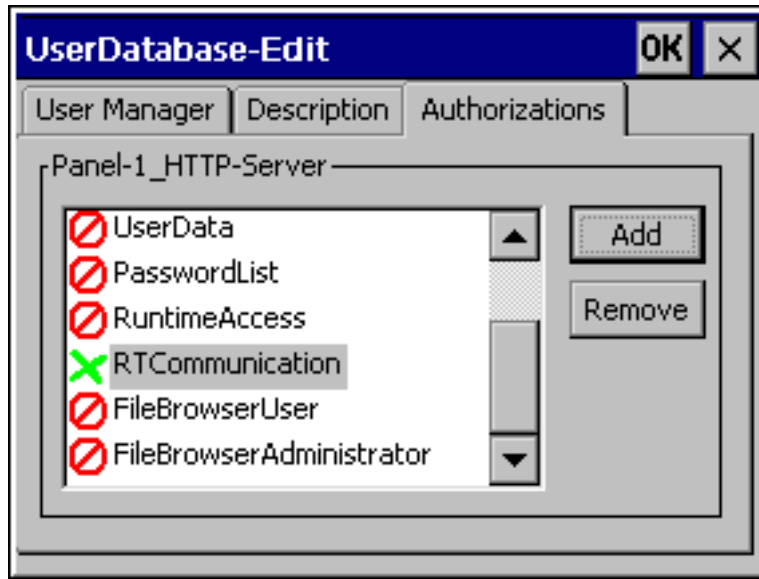 UserDatabase-Edit OK ×
User Manager Description Authorizations
Panel-1_HTTP-Server
UserData
PasswordList
RuntimeAccess
RTCommunication
FileBrowserUser
FileBrowserAdministrator
Add
Remove